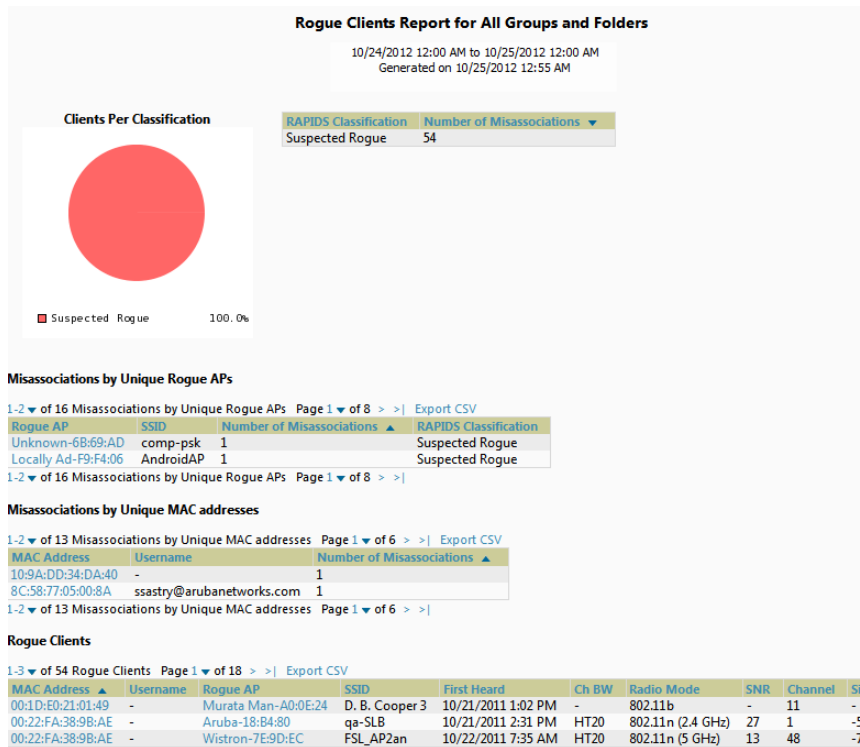 Rogue Clients Report for All Groups and Folders
10/24/2012 12:00 AM to 10/25/2012 12:00 AM
Generated on 10/25/2012 12:55 AM
Clients Per Classification
Suspected Rogue 100.0%
RAPIDS Classification Number of Misassociations ▼
Suspected Rogue 54
Misassociations by Unique Rogue APs
1-2 ▼ of 16 Misassociations by Unique Rogue APs Page 1 ▼ of 8 > >| Export CSV
Rogue AP SSID Number of Misassociations ▲ RAPIDS Classification
Unknown-6B:69:AD comp-psk 1 Suspected Rogue
Locally Ad-F9:F4:06 AndroidAP 1 Suspected Rogue
1-2 ▼ of 16 Misassociations by Unique Rogue APs Page 1 ▼ of 8 > >|
Misassociations by Unique MAC addresses
1-2 ▼ of 13 Misassociations by Unique MAC addresses Page 1 ▼ of 6 > >| Export CSV
MAC Address Username Number of Misassociations ▲
10:9A:DD:34:DA:40 - 1
8C:58:77:05:00:8A ssastry@arubanetworks.com 1
1-2 ▼ of 13 Misassociations by Unique MAC addresses Page 1 ▼ of 6 > >|
Rogue Clients
1-3 ▼ of 54 Rogue Clients Page 1 ▼ of 18 > >| Export CSV
MAC Address ▲ Username Rogue AP SSID First Heard Ch BW Radio Mode SNR Channel
00:1D:E0:21:01:49 - Murata Man-A0:0E:24 D. B. Cooper 3 10/21/2011 1:02 PM - 802.11b - 11 -
00:22:FA:38:9B:AE - Aruba-18:B4:80 qa-SLB 10/21/2011 2:31 PM HT20 802.11n (2.4 GHz) 27 1
00:22:FA:38:9B:AE - Wistron-7E:9D:EC FSL_AP2an 10/22/2011 7:35 AM HT20 802.11n (5 GHz) 13 48